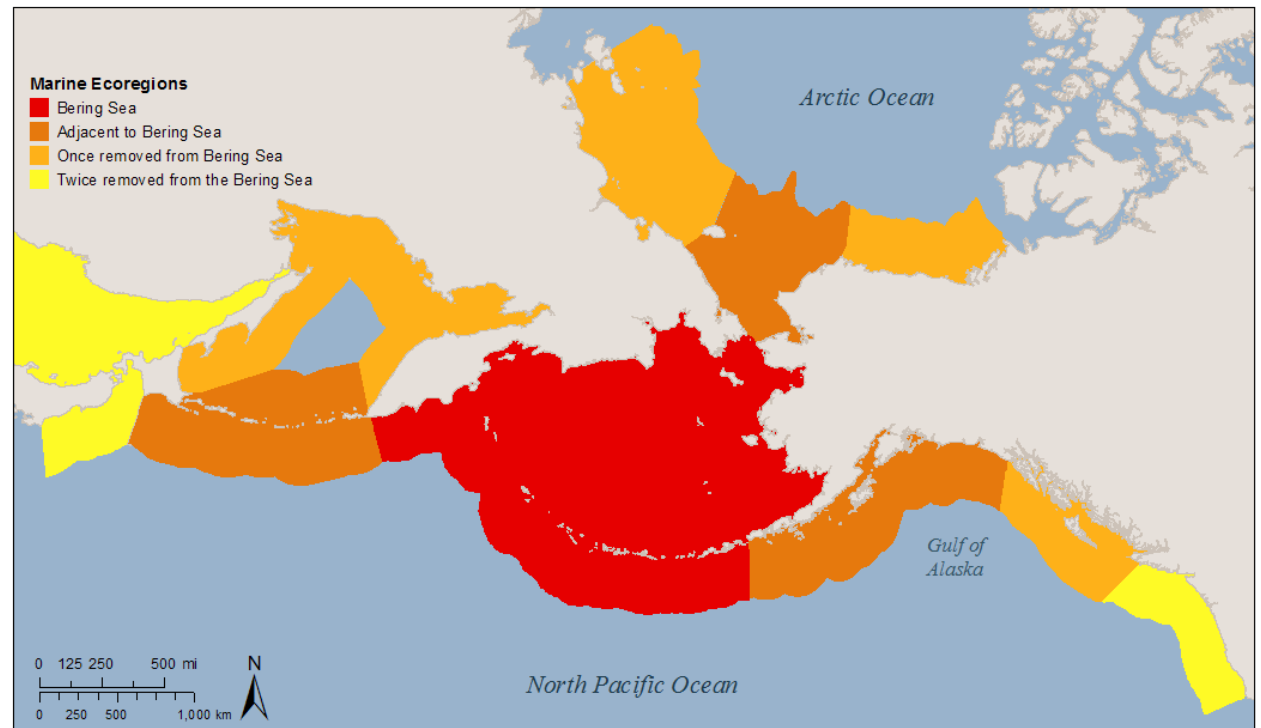 Marine Ecoregions
Bering Sea
Adjacent to Bering Sea
Once removed from Bering Sea
Twice removed from the Bering Sea
Arctic Ocean
Gulf of
Alaska
North Pacific Ocean
0 125 250 500 mi
0 250 500 1,000 km
N